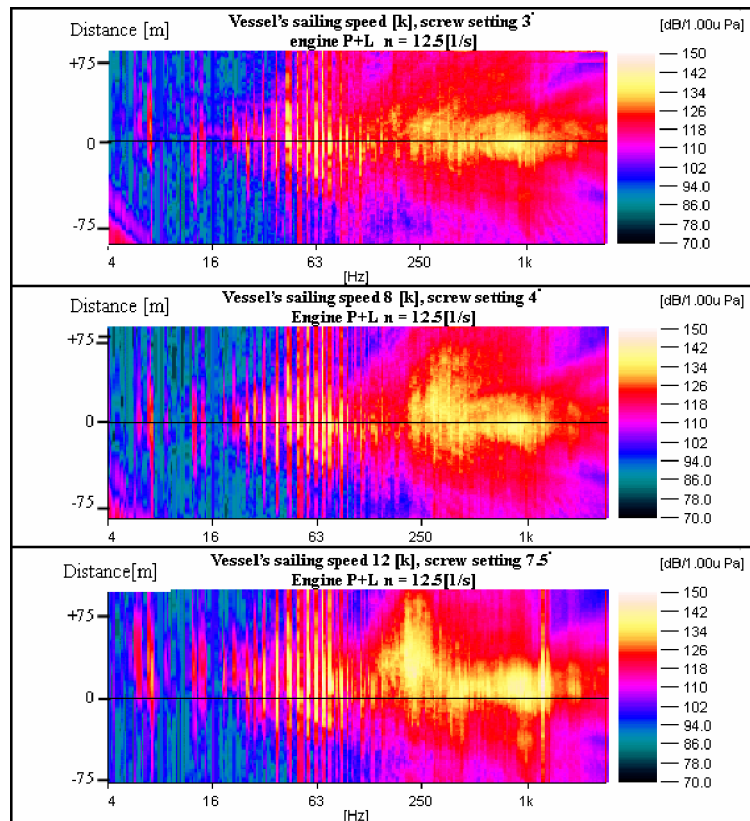 Vessel's sailing speed [k], screw setting 3°
engine P+L n = 12.5[l/s]
Distance [m]
[dB/1.00u Pa]
+75
0
-75
150
142
134
126
118
110
102
94.0
86.0
78.0
70.0
4 16 63 250 1k
[Hz]
Vessel's sailing speed 8 [k], screw setting 4°
Engine P+L n = 12.5[l/s]
Distance [m]
[dB/1.00u Pa]
+75
0
-75
150
142
134
126
118
110
102
94.0
86.0
78.0
70.0
4 16 63 250 1k
[Hz]
Vessel's sailing speed 12 [k], screw setting 7.5°
Engine P+L n = 12.5[l/s]
Distance[m]
[dB/1.00u Pa]
+75
0
-75
150
142
134
126
118
110
102
94.0
86.0
78.0
70.0
4 16 63 250 1k
[Hz]